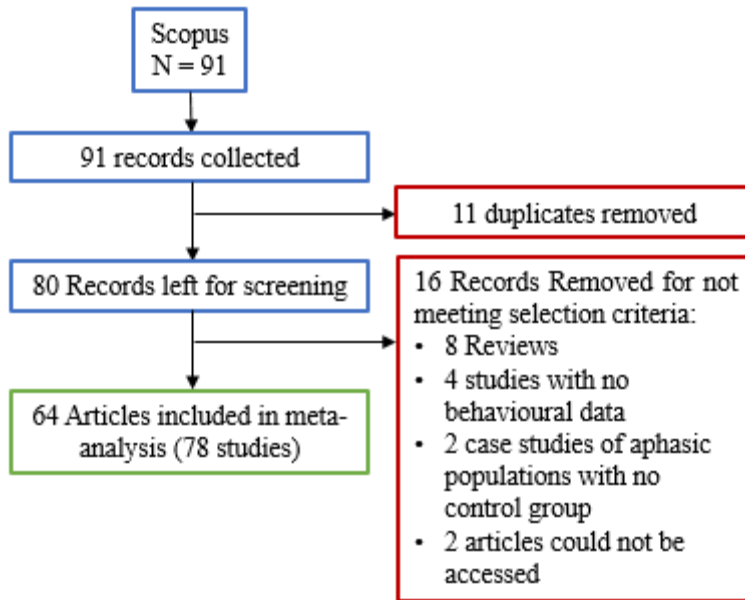 Scopus
N = 91
91 records collected
11 duplicates removed
80 Records left for screening
16 Records Removed for not
meeting selection criteria:
• 8 Reviews
• 4 studies with no
behavioural data
• 2 case studies of aphasic
populations with no
control group
• 2 articles could not be
accessed
64 Articles included in meta-
analysis (78 studies)